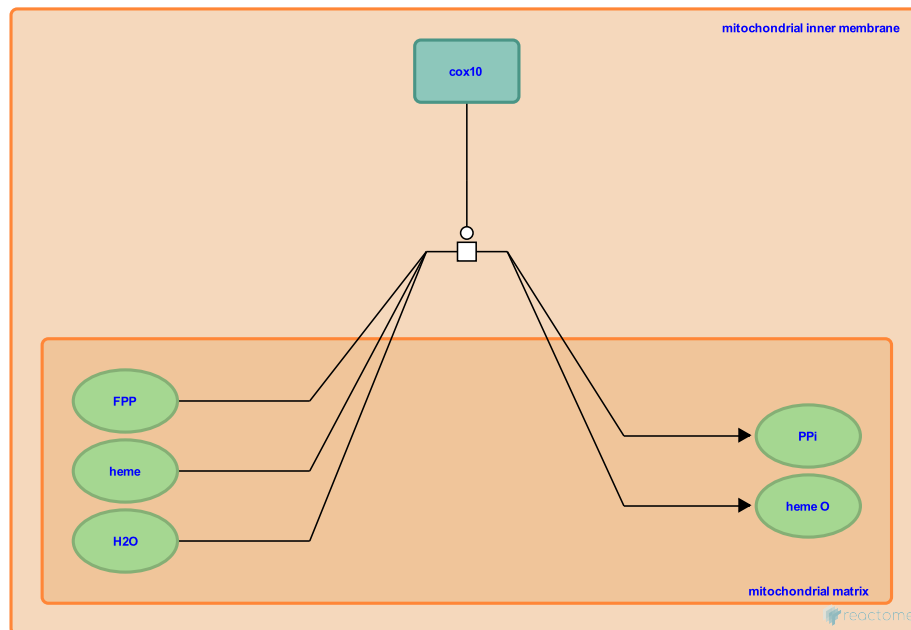 mitochondrial inner membrane
cox10
FPP
heme
H2O
PPi
heme O
mitochondrial matrix
reactome